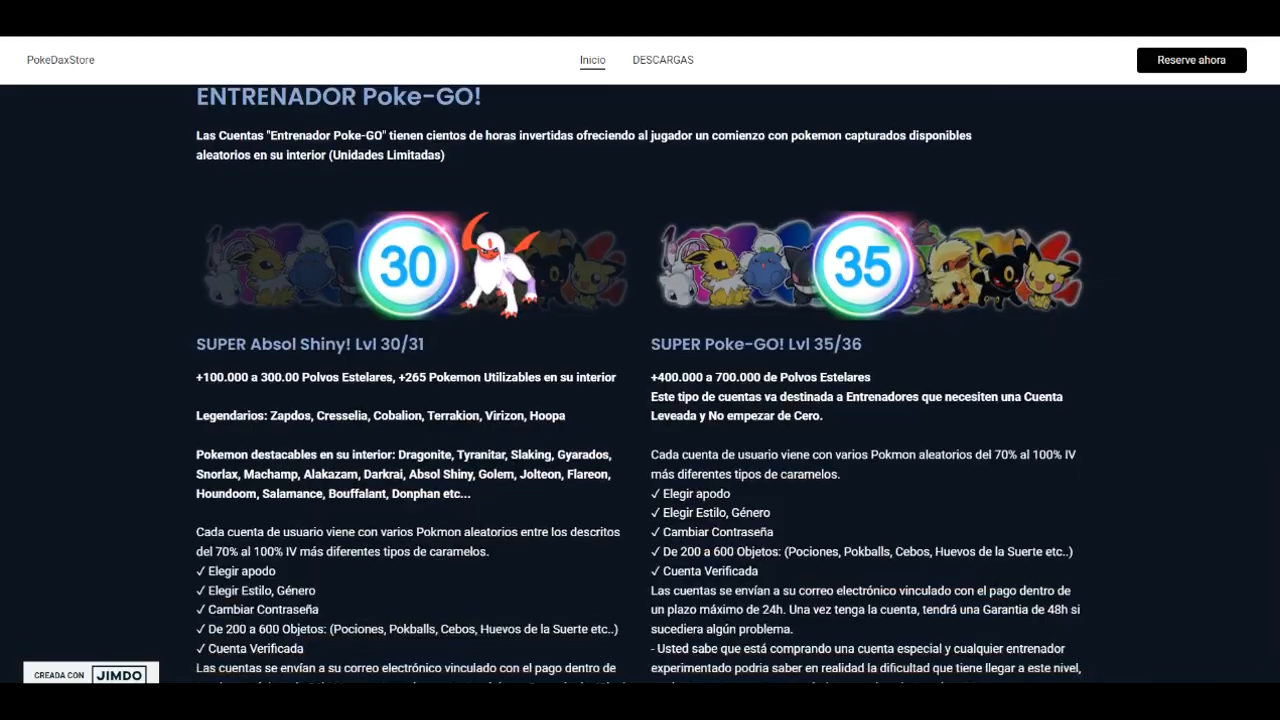 PokeDaxStore
Inicio
DESCARGAS
Reserve ahora
ENTRENADOR Poke-GO!
Las Cuentas "Entrenador Poke-GO" tienen cientos de horas invertidas ofreciendo al jugador un comienzo con pokemon capturados disponibles
aleatorios en su interior (Unidades Limitadas)
30
SUPER Absol Shiny! Lvl 30/31
+100.000 a 300.00 Polvos Estelares, +265 Pokemon Utilizables en su interior
Legendarios: Zapdos, Cresselia, Cobalion, Terrakion, Virizon, Hoopa
Pokemon destacables en su interior: Dragonite, Tyranitar, Slaking, Gyarados,
Snorlax, Machamp, Alakazam, Darkrai, Absol Shiny, Golem, Jolteon, Flareon,
Houndoom, Salamance, Bouffalant, Donphan etc...
Cada cuenta de usuario viene con varios Pokmon aleatorios entre los descritos
del 70% al 100% IV más diferentes tipos de caramelos.
✓ Elegir apodo
✓ Elegir Estilo, Género
✓ Cambiar Contraseña
✓ De 200 a 600 Objetos: (Pociones, Pokballs, Cebos, Huevos de la Suerte etc..)
✓ Cuenta Verificada
Las cuentas se envían a su correo electrónico vinculado con el pago dentro de
35
SUPER Poke-GO! Lvl 35/36
+400.000 a 700.000 de Polvos Estelares
Este tipo de cuentas va destinada a Entrenadores que necesiten una Cuenta
Leveada y No empezar de Cero.
Cada cuenta de usuario viene con varios Pokmon aleatorios del 70% al 100% IV
más diferentes tipos de caramelos.
✓ Elegir apodo
✓ Elegir Estilo, Género
✓ Cambiar Contraseña
✓ De 200 a 600 Objetos: (Pociones, Pokballs, Cebos, Huevos de la Suerte etc..)
✓ Cuenta Verificada
Las cuentas se envían a su correo electrónico vinculado con el pago dentro de
un plazo máximo de 24h. Una vez tenga la cuenta, tendrá una Garantia de 48h si
sucediera algún problema.
- Usted sabe que está comprando una cuenta especial y cualquier entrenador
experimentado podria saber en realidad la dificultad que tiene llegar a este nivel,
CREADA CON JIMDO